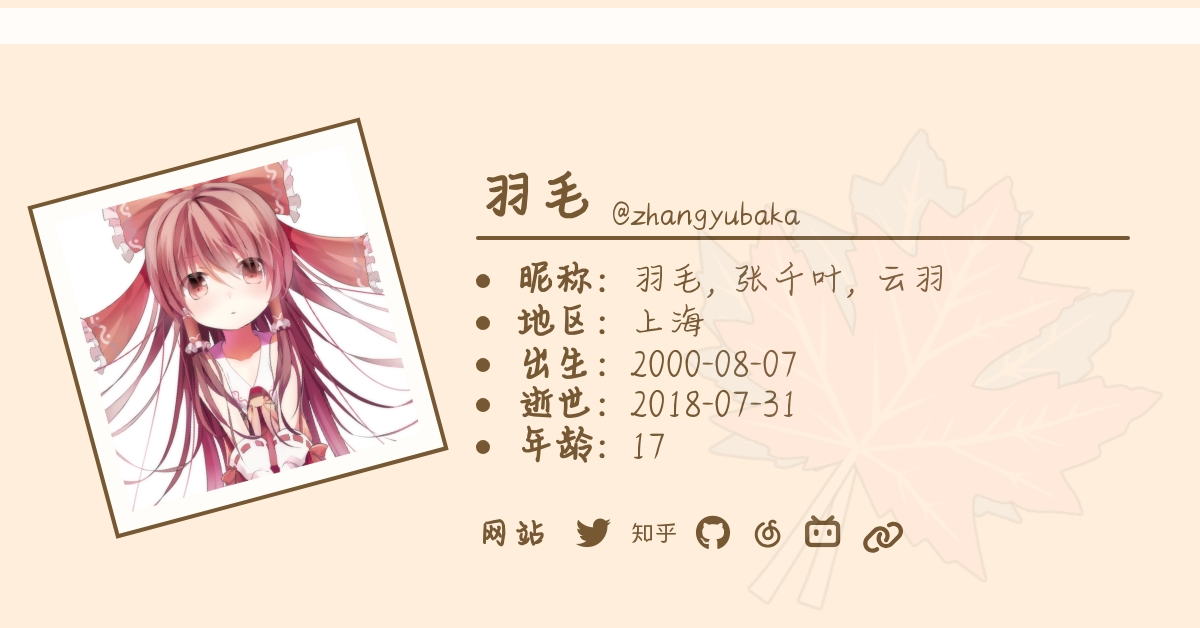 羽毛 @zhangyubaka
• 昵称：羽毛, 张千叶, 云羽
• 地区：上海
• 出生：2000-08-07
• 逝世：2018-07-31
• 年龄：17
网站 知乎